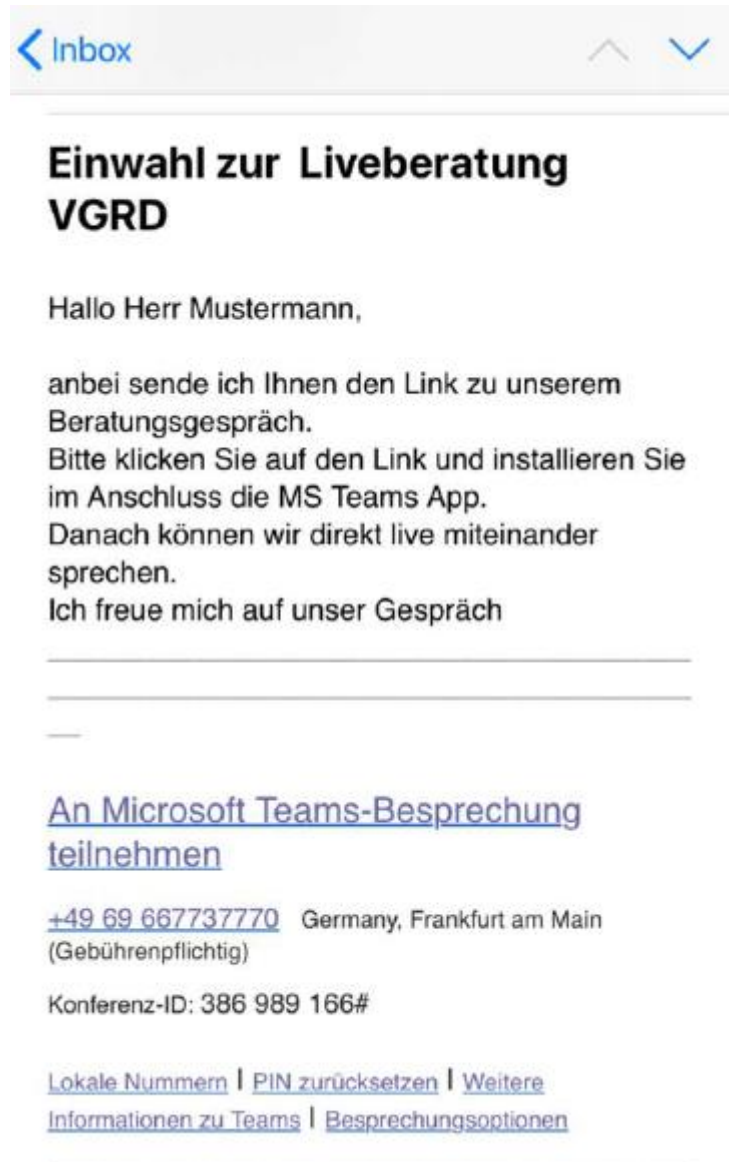 Inbox
Einwahl zur Liveberatung
VGRD
Hallo Herr Mustermann,
anbei sende ich Ihnen den Link zu unserem
Beratungsgespräch.
Bitte klicken Sie auf den Link und installieren Sie
im Anschluss die MS Teams App.
Danach können wir direkt live miteinander
sprechen.
Ich freue mich auf unser Gespräch
An Microsoft Teams-Besprechung
teilnehmen
+49 69 667737770 Germany, Frankfurt am Main
(Gebührenpflichtig)
Konferenz-ID: 386 989 166#
Lokale Nummern | PIN zurücksetzen | Weitere
Informationen zu Teams | Besprechungsoptionen